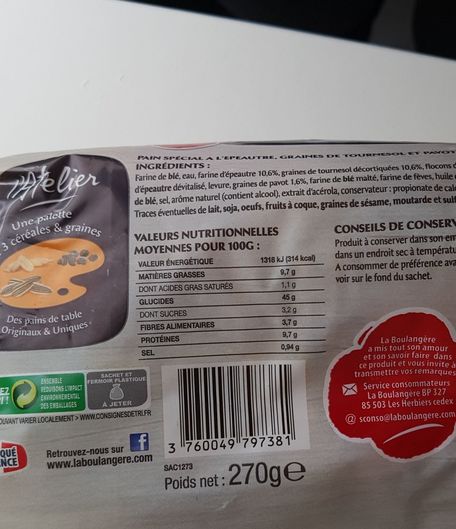 L'Atelier
Une palette
3 céréales & graines
Des pains de table
Originaux & Uniques
PAIN SPÉCIAL À L'ÉPEAUTRE, GRAINES DE TOURNESOL ET PAVOT
INGRÉDIENTS :
Farine de blé, eau, farine d'épeautre 10,6%, graines de tournesol décortiquées 10,6%, flocons d
d'épeautre dévitalisé, levure, graines de pavot 1,6%, farine de blé malté, farine de fèves, huile
de blé, sel, arôme naturel (contient alcool), extrait d'acérola, conservateur : propionate de cal
Traces éventuelles de lait, soja, oeufs, fruits à coque, graines de sésame, moutarde et sulf
VALEURS NUTRITIONNELLES
MOYENNES POUR 100G :
VALEUR ÉNERGÉTIQUE 1318 kJ (314 kcal)
MATIÈRES GRASSES 9,7 g
DONT ACIDES GRAS SATURÉS 1,1 g
GLUCIDES 45 g
DONT SUCRES 3,2 g
FIBRES ALIMENTAIRES 3,7 g
PROTÉINES 9,7 g
SEL 0,94 g
CONSEILS DE CONSERV
Produit à conserver dans son em
dans un endroit sec à températu
A consommer de préférence ava
voir sur le fond du sachet.
La Boulangère
a mis tout son amour
et son savoir faire dans
ce produit et vous invite à
transmettre vos remarques
Service consommateurs
La Boulangère BP 327
85 503 Les Herbiers cedex
@ sconso@laboulangere.com
ENSEMBLE
RÉDUISONS L'IMPACT
ENVIRONNEMENTAL
DES EMBALLAGES
SACHET ET
FERMOIR PLASTIQUE
À JETER
OUVANT VARIER LOCALEMENT > WWW.CONSIGNESDETRI.FR
Retrouvez-nous sur f
www.laboulangere.com
3 760049 797381
SAC1273
Poids net : 270g e